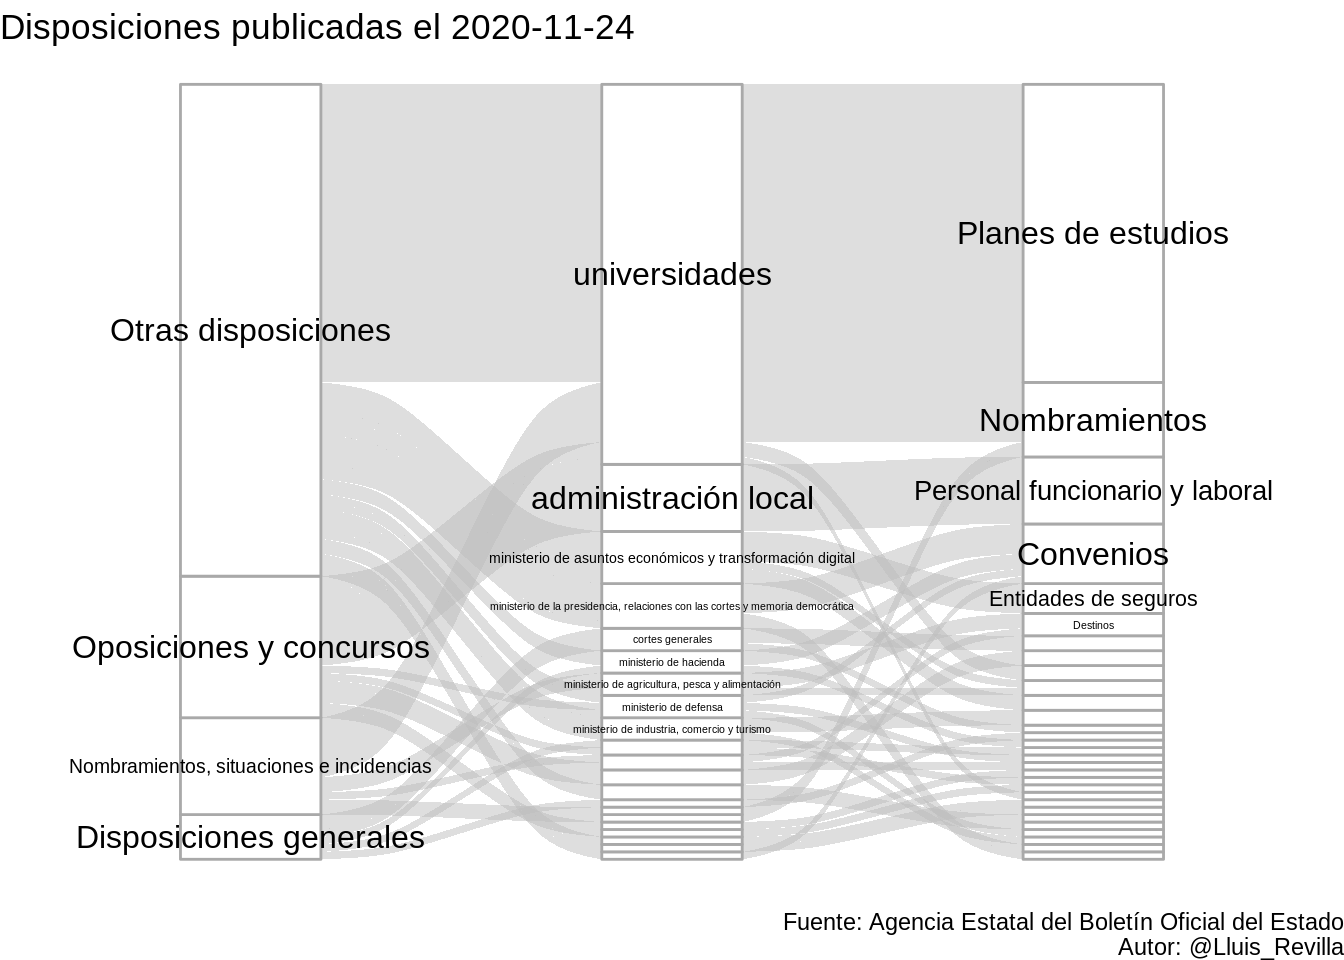 Disposiciones publicadas el 2020-11-24
Otras disposiciones
Oposiciones y concursos
Nombramientos, situaciones e incidencias
Disposiciones generales
universidades
administración local
ministerio de asuntos económicos y transformación digital
ministerio de la presidencia, relaciones con las cortes y memoria democrática
cortes generales
ministerio de hacienda
ministerio de agricultura, pesca y alimentación
ministerio de defensa
ministerio de industria, comercio y turismo
Planes de estudios
Nombramientos
Personal funcionario y laboral
Convenios
Entidades de seguros
Destinos
Fuente: Agencia Estatal del Boletín Oficial del Estado
Autor: @Lluis_Revilla